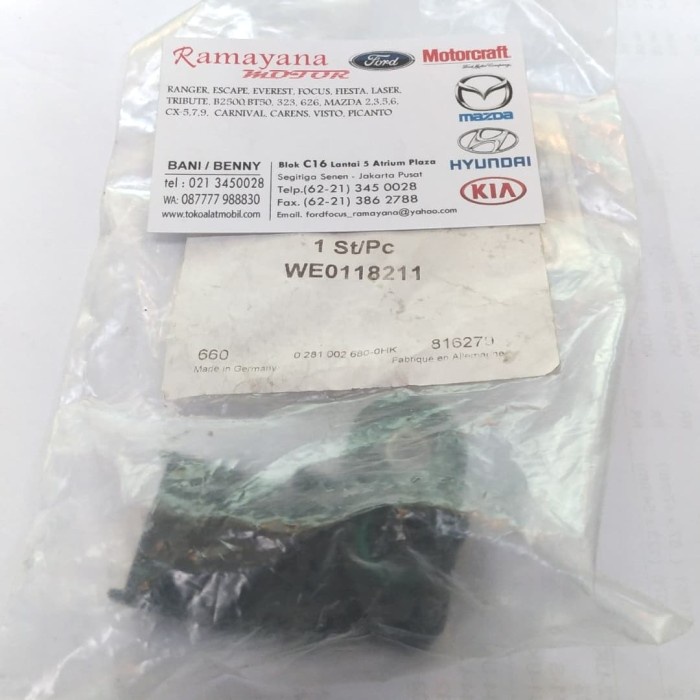 Ramayana
MOTOR
Ford
Motorcraft
RANGER, ESCAPE, EVEREST, FOCUS, FIESTA, LASER,
TRIBUTE, B2500,BT50, 323, 626, MAZDA 2,3,5,6,
CX-5,7,9, CARNIVAL, CARENS, VISTO, PICANTO
mazda
HYUNDAI
KIA
BANI / BENNY
tel : 021 3450028
WA: 087777 988830
www.tokoalatmobil.com
Blok C16 Lantai 5 Atrium Plaza
Segitiga Senen - Jakarta Pusat
Telp.(62-21) 345 0028
Fax. (62-21) 386 2788
Email. fordfocus_ramayana@yahoo.com
1 St/Pc
WE0118211
660
0 281 002 680-0HK
816279
Made in Germany
Fabrique en Allemagne